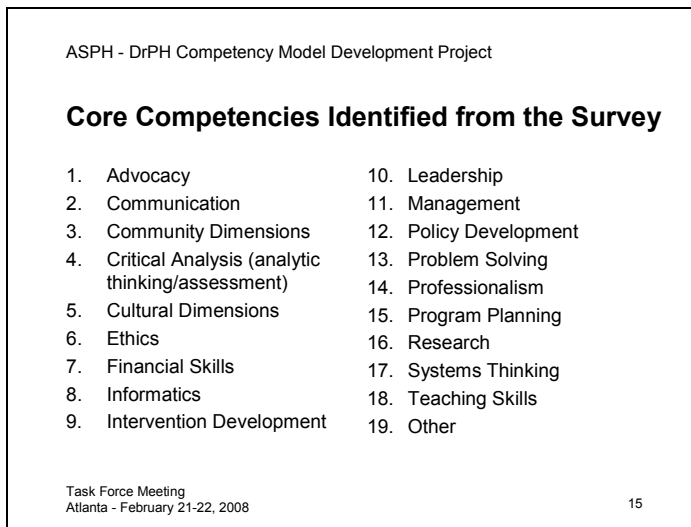 ASPH - DrPH Competency Model Development Project
Core Competencies Identified from the Survey
1. Advocacy
2. Communication
3. Community Dimensions
4. Critical Analysis (analytic
thinking/assessment)
5. Cultural Dimensions
6. Ethics
7. Financial Skills
8. Informatics
9. Intervention Development
10. Leadership
11. Management
12. Policy Development
13. Problem Solving
14. Professionalism
15. Program Planning
16. Research
17. Systems Thinking
18. Teaching Skills
19. Other
Task Force Meeting
Atlanta - February 21-22, 2008
15